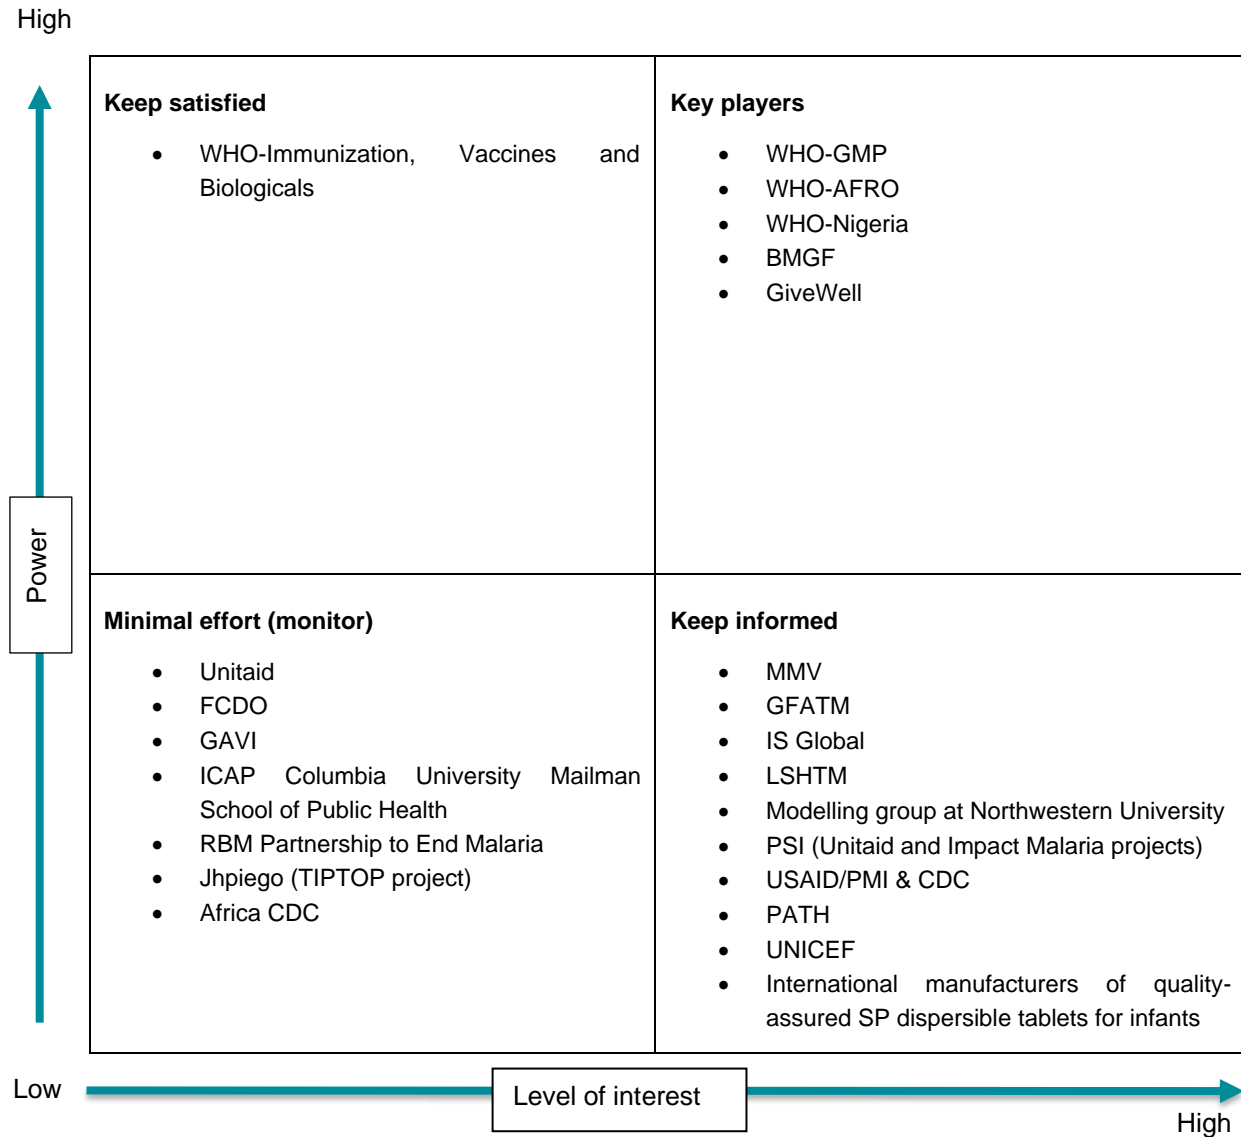 High
Keep satisfied
• WHO-Immunization, Vaccines and
Biologicals
Key players
• WHO-GMP
• WHO-AFRO
• WHO-Nigeria
• BMGF
• GiveWell
Power
Minimal effort (monitor)
• Unitaid
• FCDO
• GAVI
• ICAP Columbia University Mailman
School of Public Health
• RBM Partnership to End Malaria
• Jhpiego (TIPTOP project)
• Africa CDC
Keep informed
• MMV
• GFATM
• IS Global
• LSHTM
• Modelling group at Northwestern University
• PSI (Unitaid and Impact Malaria projects)
• USAID/PMI & CDC
• PATH
• UNICEF
• International manufacturers of quality-
assured SP dispersible tablets for infants
Low
Level of interest
High